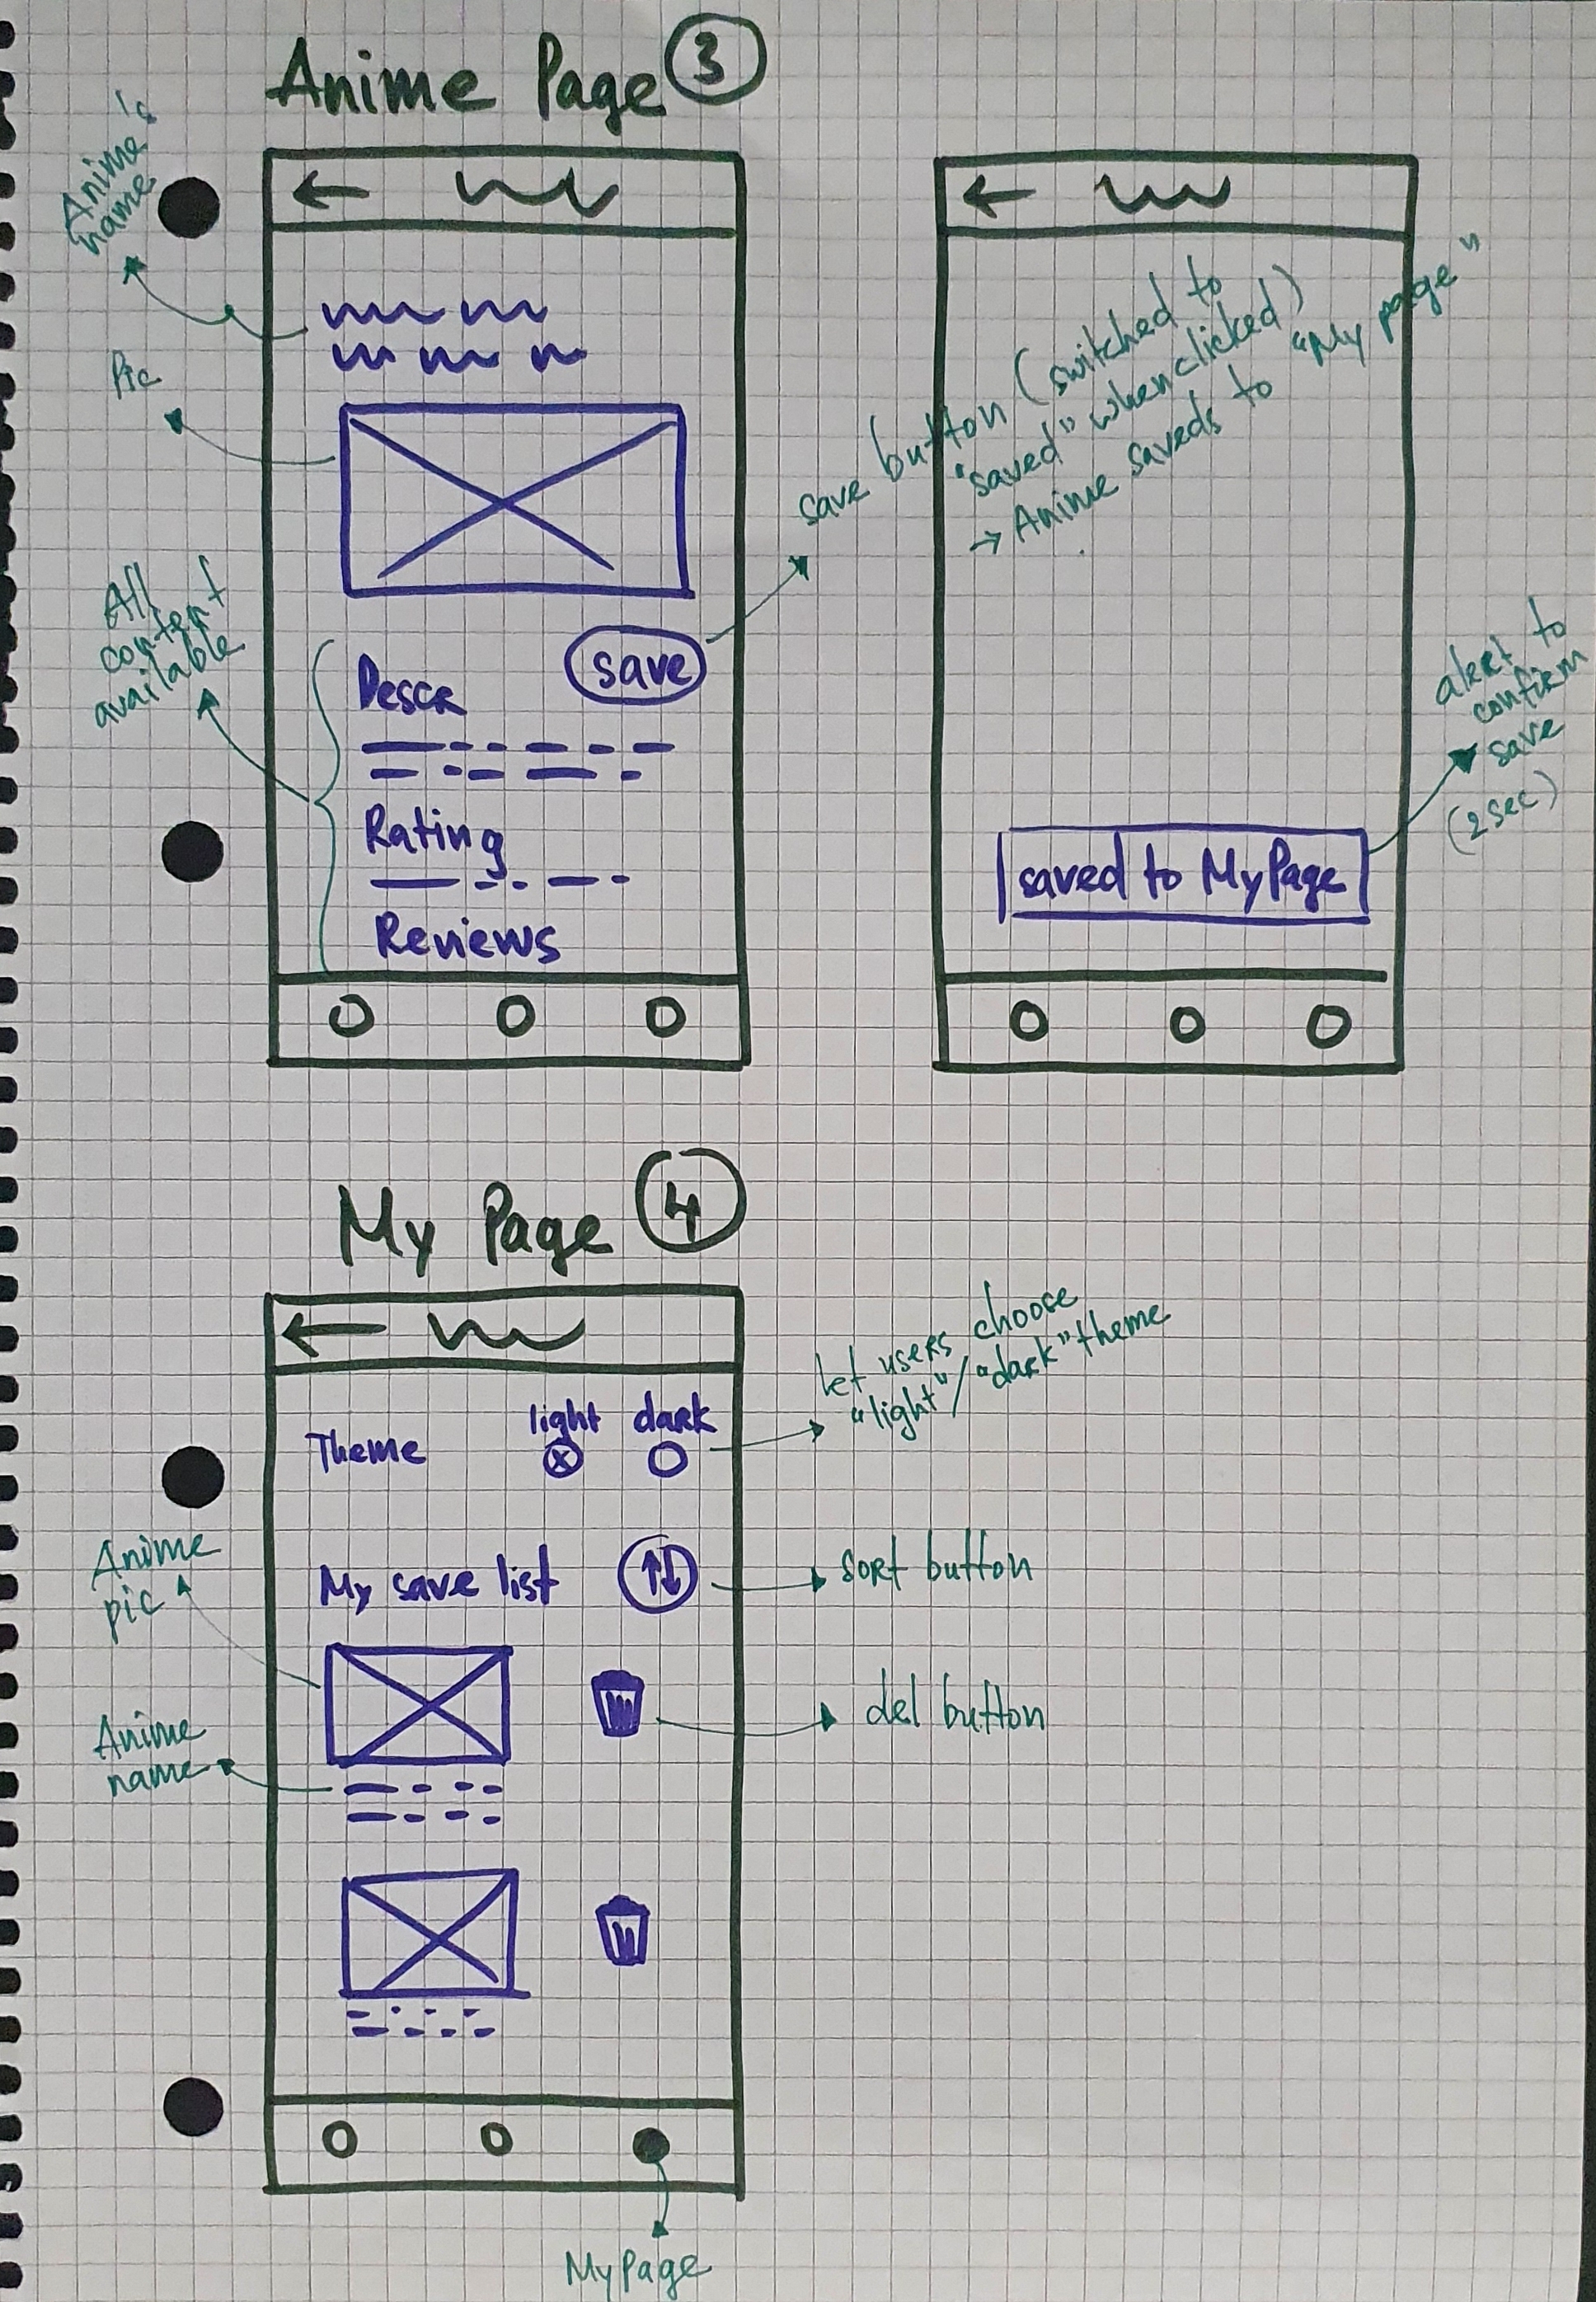 Anime Page 3
Anime's
name
Pic
All
content
available
save
Descr
Rating
Reviews
save button (switched to
"saved" when clicked)
→ Anime saveds to "My page"
saved to MyPage
alert to
confirm
save
(2sec)
My Page 4
Theme
light
dark
let users choose
"light"/"dark" theme
My save list
sort button
Anime
pic
del button
Anime
name
MyPage